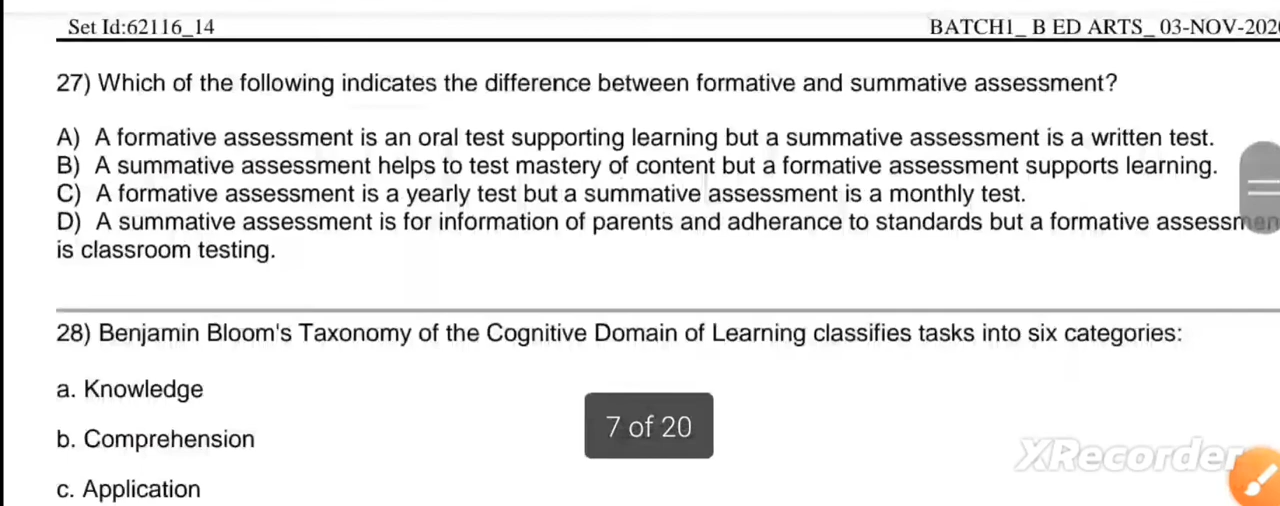 Set Id:62116_14 BATCH1_ B ED ARTS_ 03-NOV-202
27) Which of the following indicates the difference between formative and summative assessment?
A) A formative assessment is an oral test supporting learning but a summative assessment is a written test.
B) A summative assessment helps to test mastery of content but a formative assessment supports learning.
C) A formative assessment is a yearly test but a summative assessment is a monthly test.
D) A summative assessment is for information of parents and adherance to standards but a formative assessmen
is classroom testing.
28) Benjamin Bloom's Taxonomy of the Cognitive Domain of Learning classifies tasks into six categories:
a. Knowledge
7 of 20
b. Comprehension
XRecorder
c. Application